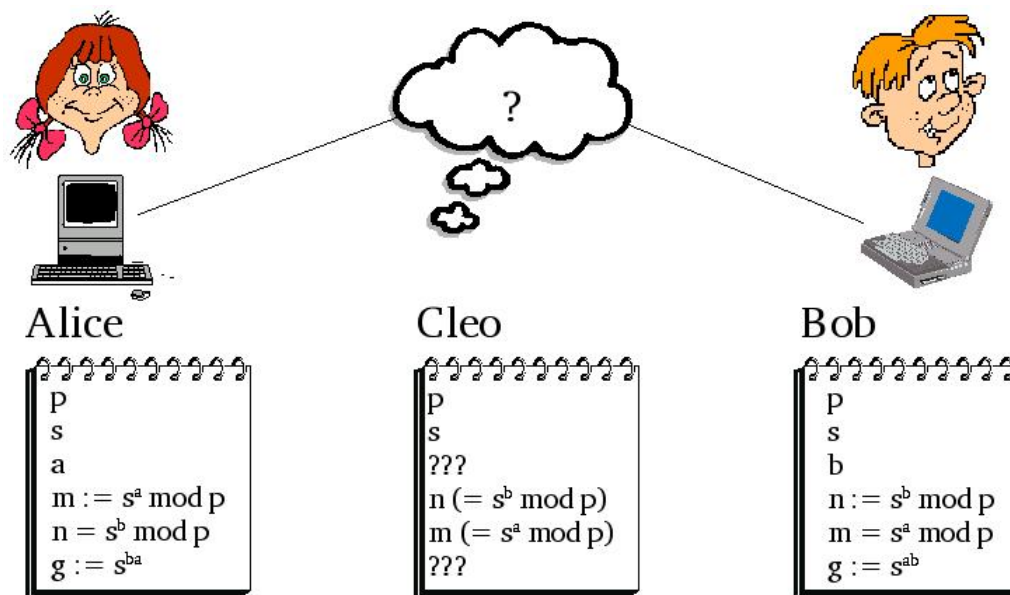 ?
Alice
Cleo
Bob
p
s
a
m := sᵃ mod p
n = sᵇ mod p
g := sᵇᵃ
p
s
???
n (= sᵇ mod p)
m (= sᵃ mod p)
???
p
s
b
n := sᵇ mod p
m = sᵃ mod p
g := sᵃᵇ